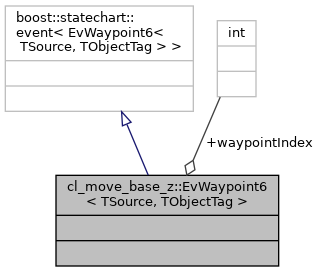 boost::statechart::
event< EvWaypoint6<
TSource, TObjectTag > >
int
+waypointIndex
cl_move_base_z::EvWaypoint6
< TSource, TObjectTag >